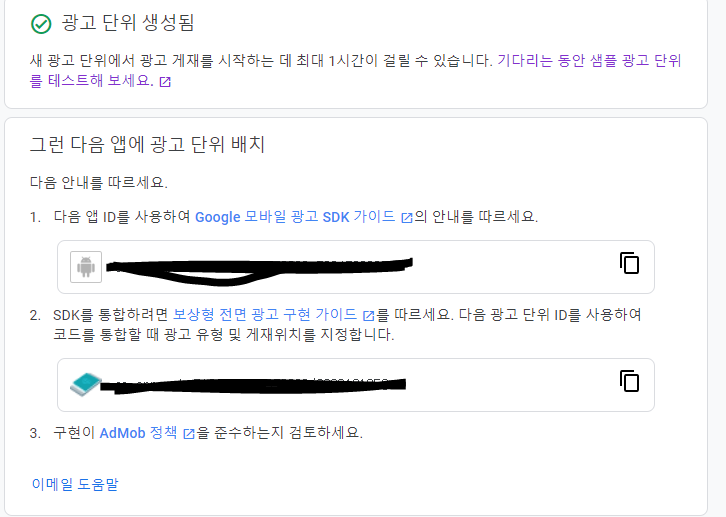 광고 단위 생성됨
새 광고 단위에서 광고 게재를 시작하는 데 최대 1시간이 걸릴 수 있습니다. 기다리는 동안 샘플 광고 단위
를 테스트해 보세요.
그런 다음 앱에 광고 단위 배치
다음 안내를 따르세요.
1. 다음 앱 ID를 사용하여 Google 모바일 광고 SDK 가이드 의 안내를 따르세요.
2. SDK를 통합하려면 보상형 전면 광고 구현 가이드 를 따르세요. 다음 광고 단위 ID를 사용하여
코드를 통합할 때 광고 유형 및 게재위치를 지정합니다.
3. 구현이 AdMob 정책 을 준수하는지 검토하세요.
이메일 도움말